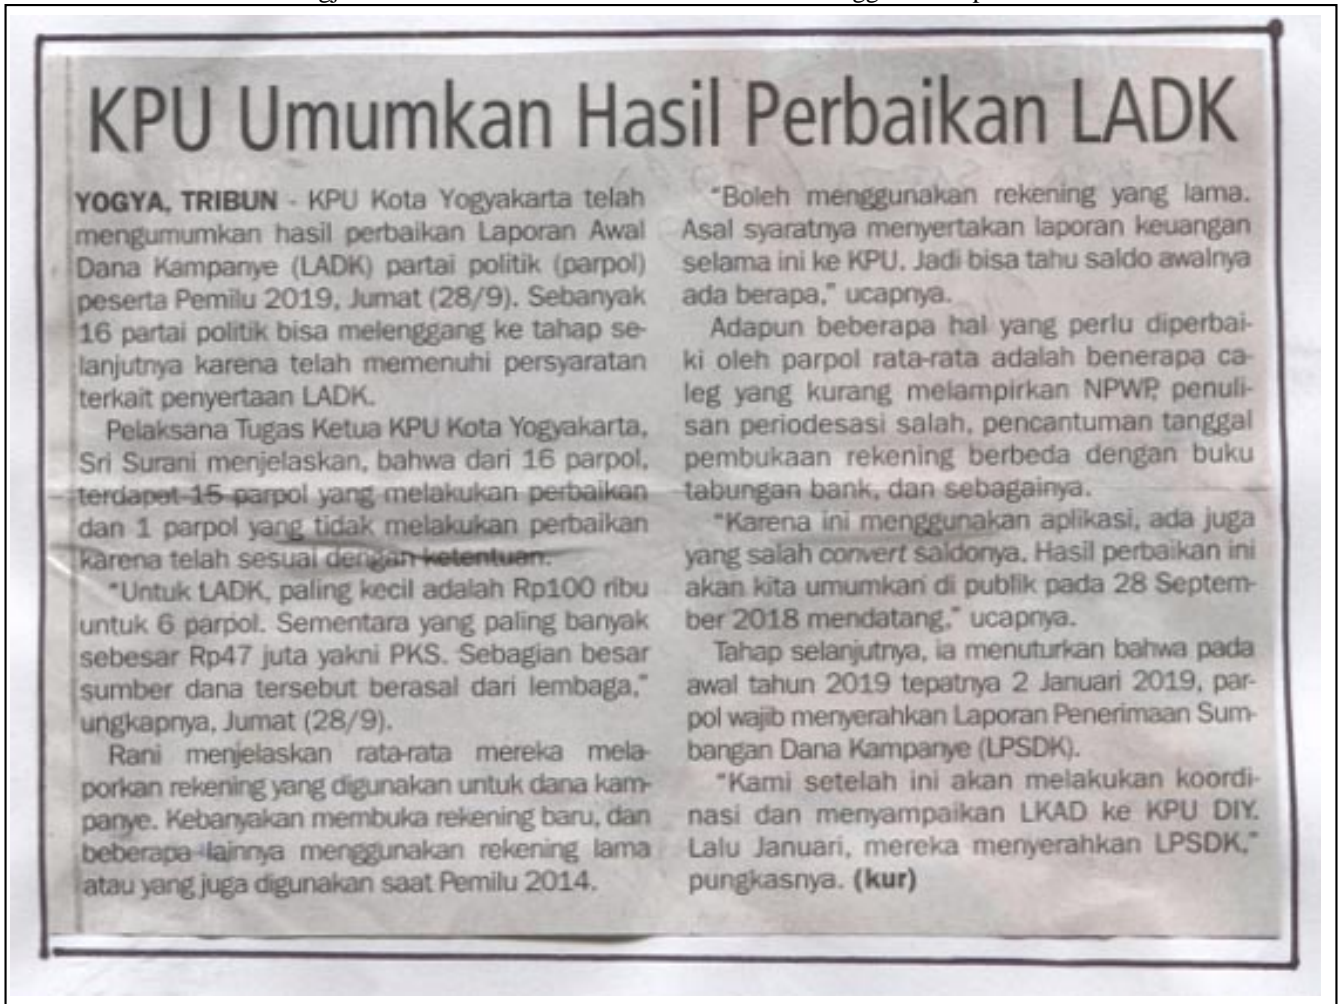 KPU Umumkan Hasil Perbaikan LADK
YOGYA, TRIBUN - KPU Kota Yogyakarta telah
mengumumkan hasil perbaikan Laporan Awal
Dana Kampanye (LADK) partai politik (parpol)
peserta Pemilu 2019, Jumat (28/9). Sebanyak
16 partai politik bisa melenggang ke tahap se-
lanjutnya karena telah memenuhi persyaratan
terkait penyertaan LADK.
Pelaksana Tugas Ketua KPU Kota Yogyakarta,
Sri Surani menjelaskan, bahwa dari 16 parpol,
terdapat 15 parpol yang melakukan perbaikan
dan 1 parpol yang tidak melakukan perbaikan
karena telah sesuai dengan ketentuan.
"Untuk LADK, paling kecil adalah Rp100 ribu
untuk 6 parpol. Sementara yang paling banyak
sebesar Rp47 juta yakni PKS. Sebagian besar
sumber dana tersebut berasal dari lembaga,"
ungkapnya, Jumat (28/9).
Rani menjelaskan rata-rata mereka mela-
porkan rekening yang digunakan untuk dana kam-
panye. Kebanyakan membuka rekening baru, dan
beberapa lainnya menggunakan rekening lama
atau yang juga digunakan saat Pemilu 2014.
"Boleh menggunakan rekening yang lama.
Asal syaratnya menyertakan laporan keuangan
selama ini ke KPU. Jadi bisa tahu saldo awalnya
ada berapa," ucapnya.
Adapun beberapa hal yang perlu diperbai-
ki oleh parpol rata-rata adalah benerapa ca-
leg yang kurang melampirkan NPWP, penuli-
san periodesasi salah, pencantuman tanggal
pembukaan rekening berbeda dengan buku
tabungan bank, dan sebagainya.
"Karena ini menggunakan aplikasi, ada juga
yang salah convert saldonya. Hasil perbaikan ini
akan kita umumkan di publik pada 28 Septem-
ber 2018 mendatang," ucapnya.
Tahap selanjutnya, ia menuturkan bahwa pada
awal tahun 2019 tepatnya 2 Januari 2019, par-
pol wajib menyerahkan Laporan Penerimaan Sum-
bangan Dana Kampanye (LPSDK).
"Kami setelah ini akan melakukan koordi-
nasi dan menyampaikan LKAD ke KPU DIY.
Lalu Januari, mereka menyerahkan LPSDK,"
pungkasnya. (kur)